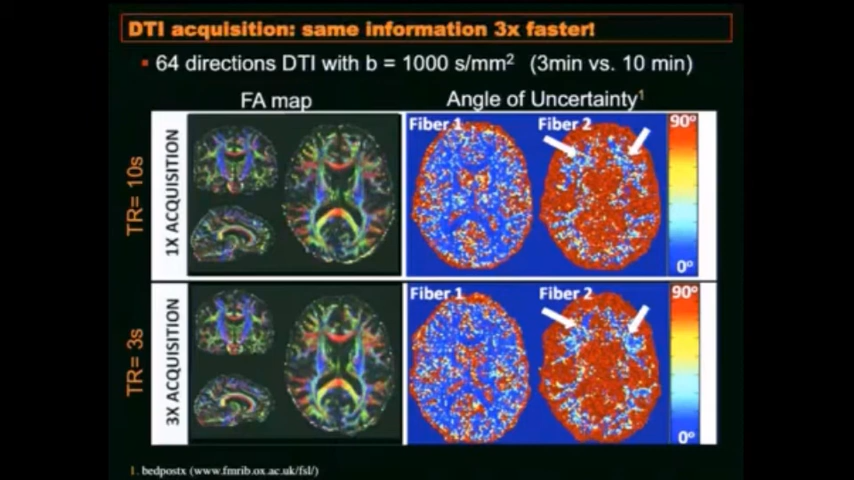 DTI acquisition: same information 3x faster!
▪ 64 directions DTI with b = 1000 s/mm² (3min vs. 10 min)
FA map
Angle of Uncertainty¹
TR= 10s
1X ACQUISITION
Fiber 1
Fiber 2
90°
0°
TR= 3s
3X ACQUISITION
Fiber 1
Fiber 2
90°
0°
1. bedpostx (www.fmrib.ox.ac.uk/fsl/)